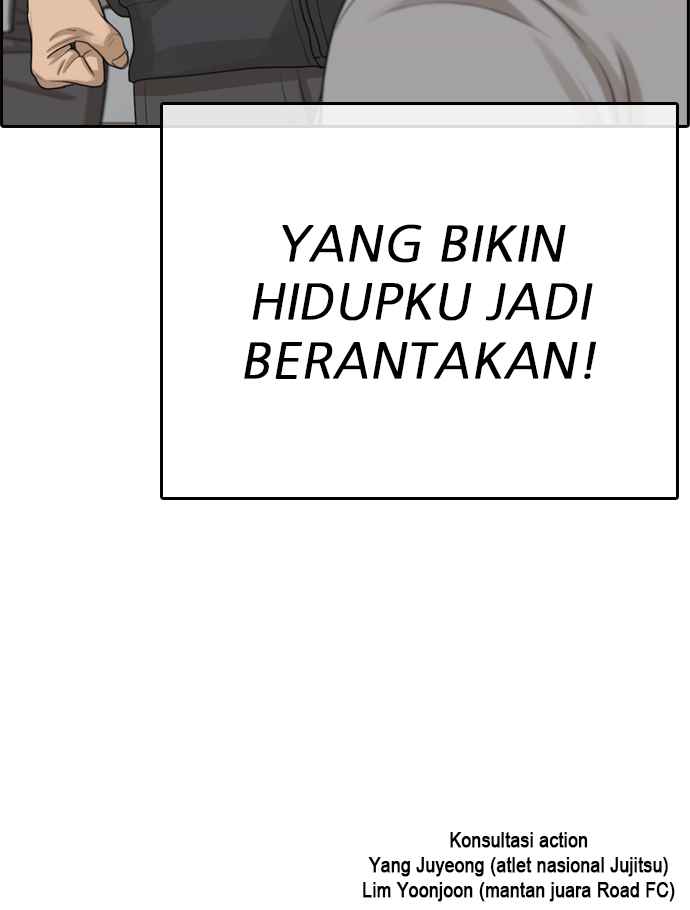 YANG BIKIN
HIDUPKU JADI
BERANTAKAN!
Konsultasi action
Yang Juyeong (atlet nasional Jujitsu)
Lim Yoonjoon (mantan juara Road FC)